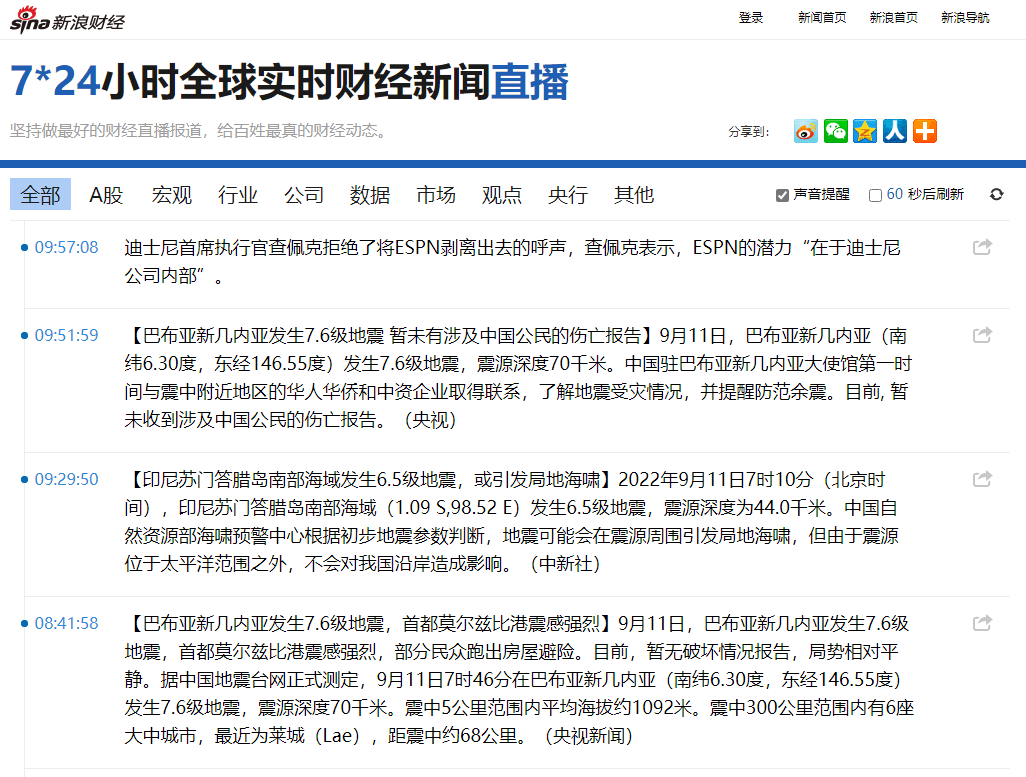 sina新浪财经
登录 新闻首页 新浪首页 新浪导航
7*24小时全球实时财经新闻直播
坚持做最好的财经直播报道，给百姓最真的财经动态。
分享到：
全部 A股 宏观 行业 公司 数据 市场 观点 央行 其他
声音提醒 60 秒后刷新
09:57:08 迪士尼首席执行官查佩克拒绝了将ESPN剥离出去的呼声，查佩克表示，ESPN的潜力“在于迪士尼
公司内部”。
09:51:59 【巴布亚新几内亚发生7.6级地震 暂未有涉及中国公民的伤亡报告】9月11日，巴布亚新几内亚（南
纬6.30度，东经146.55度）发生7.6级地震，震源深度70千米。中国驻巴布亚新几内亚大使馆第一时
间与震中附近地区的华人华侨和中资企业取得联系，了解地震受灾情况，并提醒防范余震。目前, 暂
未收到涉及中国公民的伤亡报告。（央视）
09:29:50 【印尼苏门答腊岛南部海域发生6.5级地震，或引发局地海啸】2022年9月11日7时10分（北京时
间），印尼苏门答腊岛南部海域（1.09 S,98.52 E）发生6.5级地震，震源深度为44.0千米。中国自
然资源部海啸预警中心根据初步地震参数判断，地震可能会在震源周围引发局地海啸，但由于震源
位于太平洋范围之外，不会对我国沿岸造成影响。（中新社）
08:41:58 【巴布亚新几内亚发生7.6级地震，首都莫尔兹比港震感强烈】9月11日，巴布亚新几内亚发生7.6级
地震，首都莫尔兹比港震感强烈，部分民众跑出房屋避险。目前，暂无破坏情况报告，局势相对平
静。据中国地震台网正式测定，9月11日7时46分在巴布亚新几内亚（南纬6.30度，东经146.55度）
发生7.6级地震，震源深度70千米。震中5公里范围内平均海拔约1092米。震中300公里范围内有6座
大中城市，最近为莱城（Lae），距震中约68公里。（央视新闻）